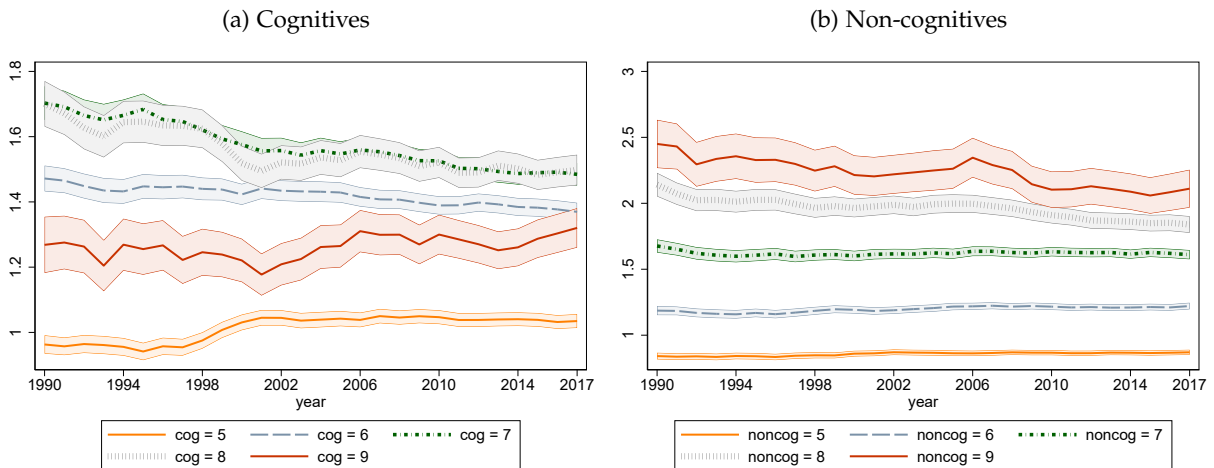 (a) Cognitives
1.8
1.6
1.4
1.2
1
1990 1994 1998 2002 2006 2010 2014 2017
year
cog = 5 cog = 6 cog = 7
cog = 8 cog = 9
(b) Non-cognitives
3
2.5
2
1.5
1
1990 1994 1998 2002 2006 2010 2014 2017
year
noncog = 5 noncog = 6 noncog = 7
noncog = 8 noncog = 9